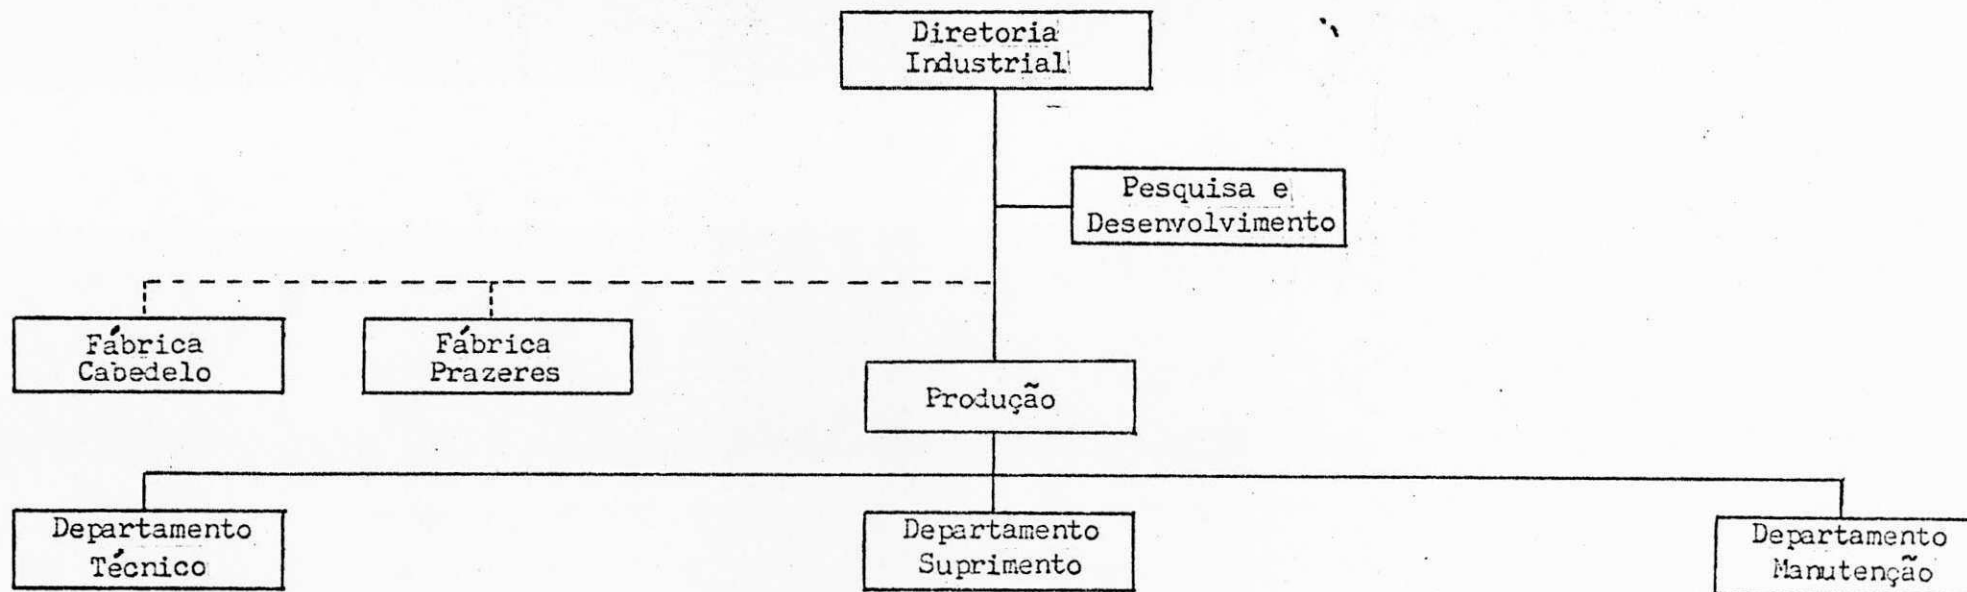 Diretoria
Industrial
Pesquisa e
Desenvolvimento
Fábrica
Cabedelo
Fábrica
Prazeres
Produção
Departamento
Técnico
Departamento
Suprimento
Departamento
Manutenção